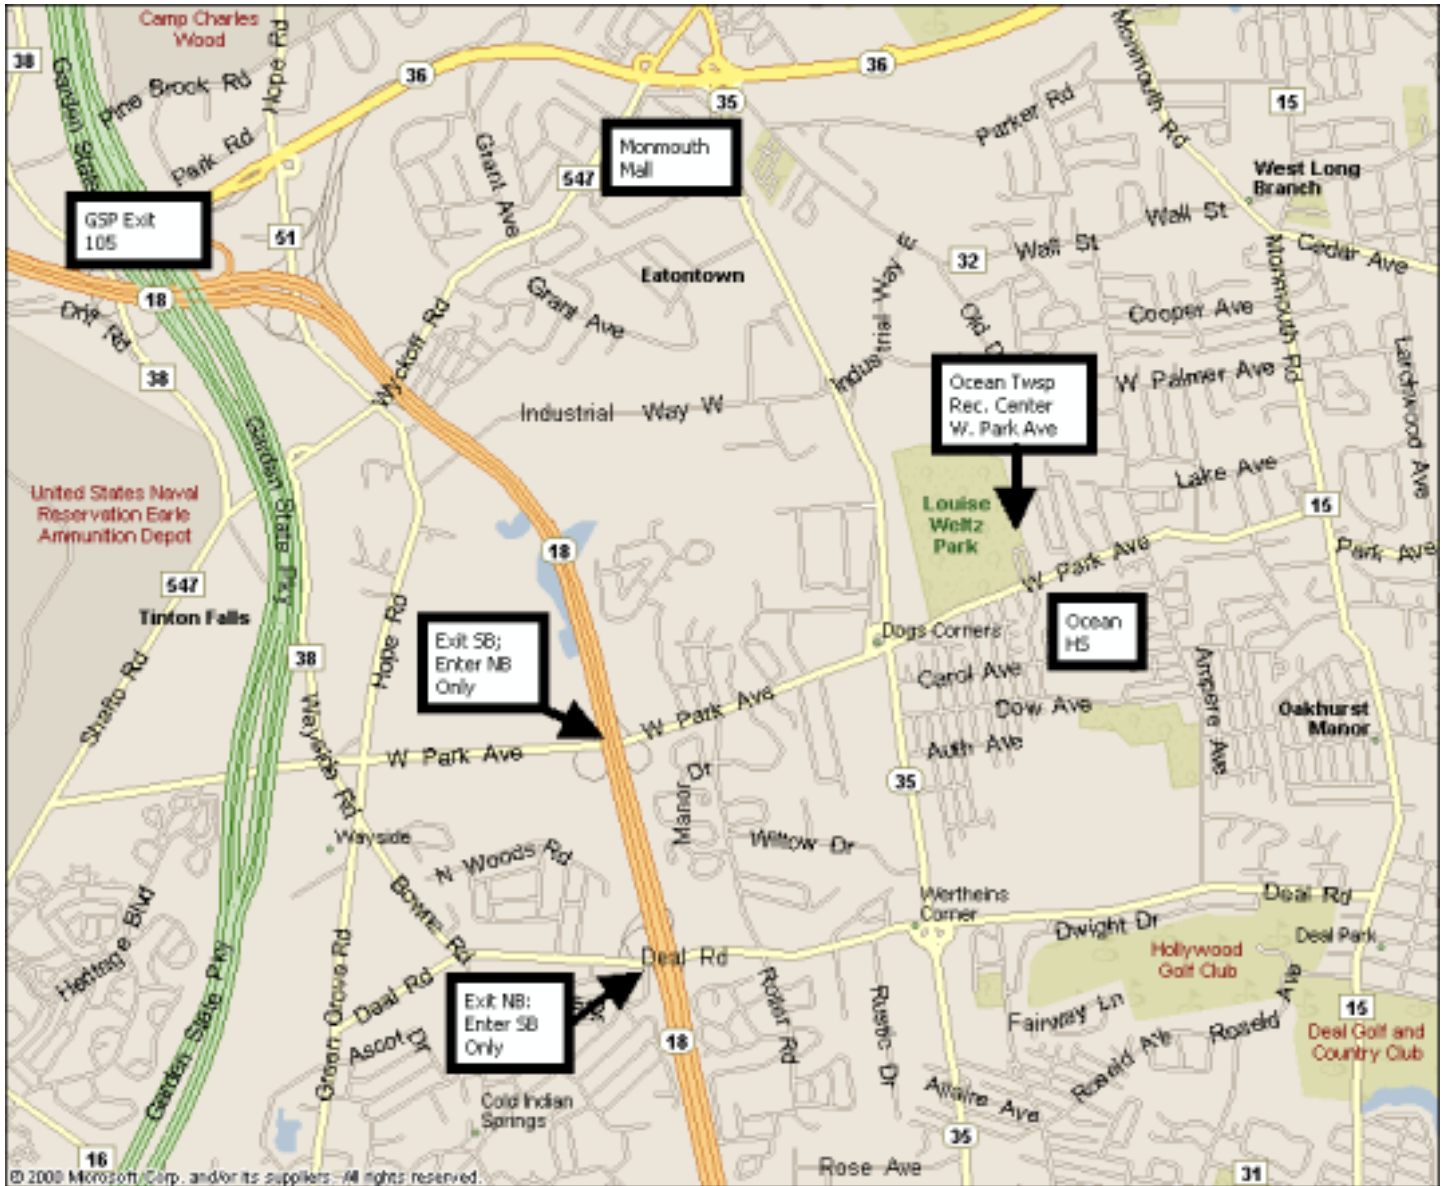 Camp Charles
Wood
38
Garden State
Pine Brook Rd
Hope Rd
Park Rd
36
36
35
Monmouth Rd
15
Parker Rd
Monmouth
Mall
547
Grant Ave
West Long
Branch
Wall St
Wall St
32
Cedar Ave
GSP Exit
105
51
18
Drift Rd
38
Eatontown
Grant Ave
Wyckoff Rd
Industrial Way E
Cooper Ave
Monmouth Rd
Larchwood Ave
W Palmer Ave
Ocean Twsp
Rec. Center
W. Park Ave
Industrial Way W
Lake Ave
Garden State Pky
United States Naval
Reservation Earle
Ammunition Depot
Louise
Weltz
Park
15
18
W Park Ave
Park Ave
547
Tinton Falls
Hope Rd
Exit SB;
Enter NB
Only
Ocean
HS
Dogs Corners
Carol Ave
Dow Ave
Auth Ave
Ampere Ave
Oakhurst
Manor
38
Shafto Rd
Wayside Rd
W Park Ave
W Park Ave
35
Manor Dr
Willow Dr
Wayside
N Woods Rd
Bowne Rd
Wertheins
Corner
Deal Rd
Dwight Dr
Deal Park
Hollywood
Golf Club
Heritage Blvd
Garden State Pky
Green Grove Rd
Deal Rd
Deal Rd
Ascot Dr
Exit NB:
Enter SB
Only
18
Roller Rd
Rustic Dr
Fairway Ln
Roseld Ave
Roseld Ave
15
Deal Golf and
Country Club
Cold Indian
Springs
Allaire Ave
35
Rose Ave
31
16
© 2000 Microsoft Corp. and/or its suppliers. All rights reserved.